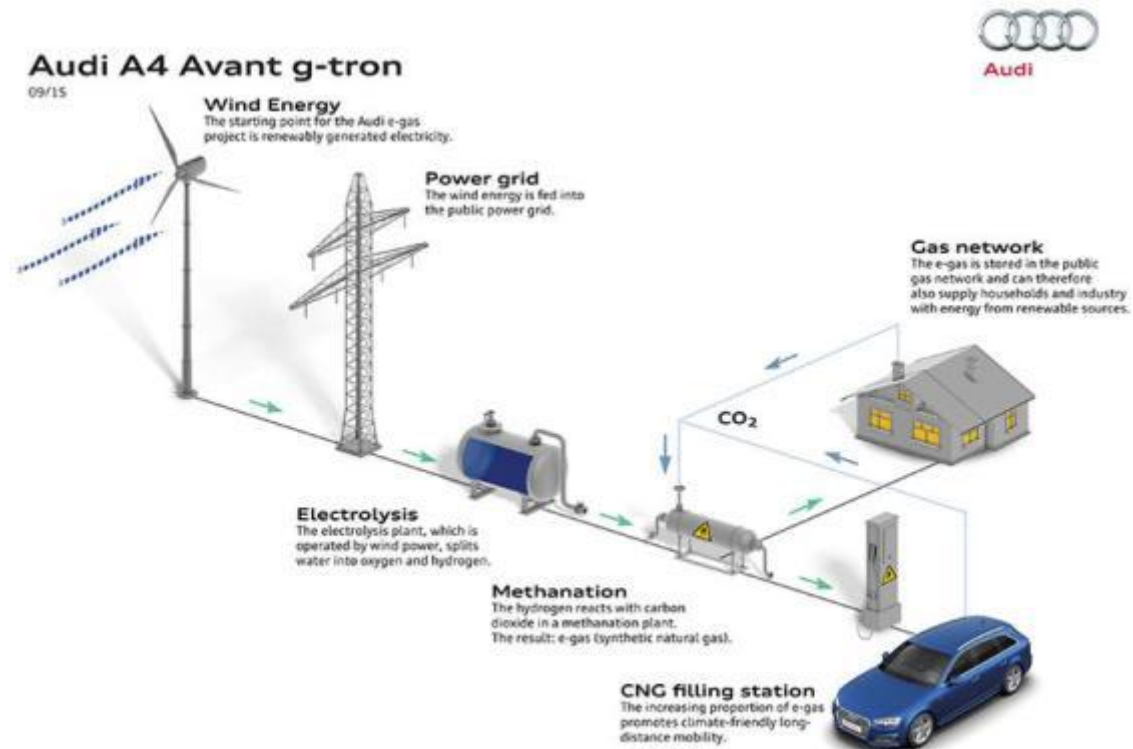 Audi
Audi A4 Avant g-tron
09/15
Wind Energy
The starting point for the Audi e-gas
project is renewably generated electricity.
Power grid
The wind energy is fed into
the public power grid.
Gas network
The e-gas is stored in the public
gas network and can therefore
also supply households and industry
with energy from renewable sources.
CO₂
Electrolysis
The electrolysis plant, which is
operated by wind power, splits
water into oxygen and hydrogen.
Methanation
The hydrogen reacts with carbon
dioxide in a methanation plant.
The result: e-gas (synthetic natural gas).
CNG filling station
The increasing proportion of e-gas
promotes climate-friendly long-
distance mobility.